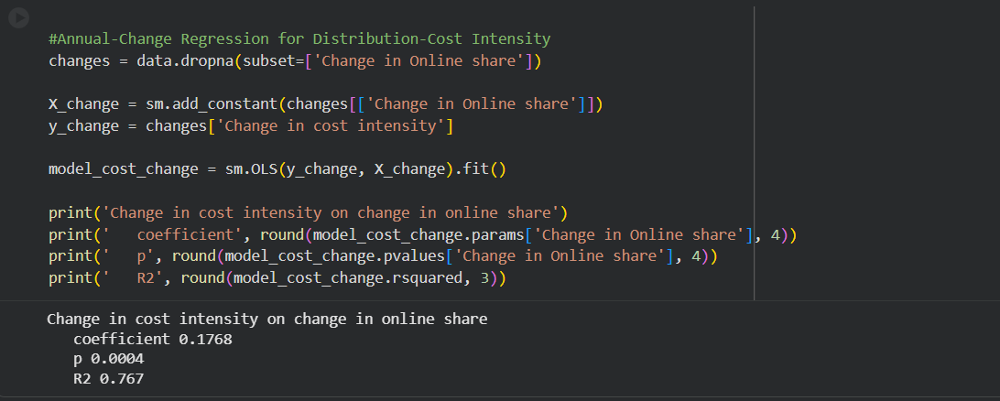 #Annual-Change Regression for Distribution-Cost Intensity
changes = data.dropna(subset=['Change in Online share'])
X_change = sm.add_constant(changes[['Change in Online share']])
y_change = changes['Change in cost intensity']
model_cost_change = sm.OLS(y_change, X_change).fit()
print('Change in cost intensity on change in online share')
print('   coefficient', round(model_cost_change.params['Change in Online share'], 4))
print('   p', round(model_cost_change.pvalues['Change in Online share'], 4))
print('   R2', round(model_cost_change.rsquared, 3))
Change in cost intensity on change in online share
   coefficient 0.1768
   p 0.0004
   R2 0.767